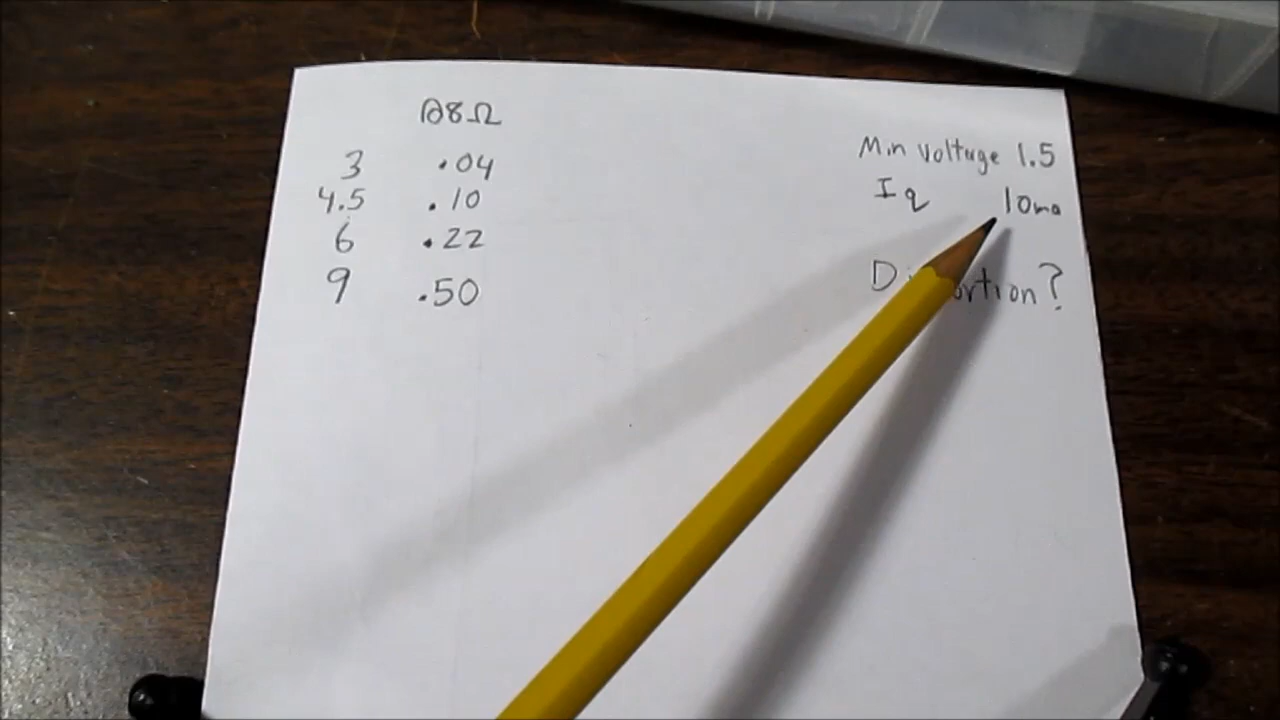 @8Ω
3 .04
4.5 .10
6 .22
9 .50
Min voltage 1.5
Iq 10ma